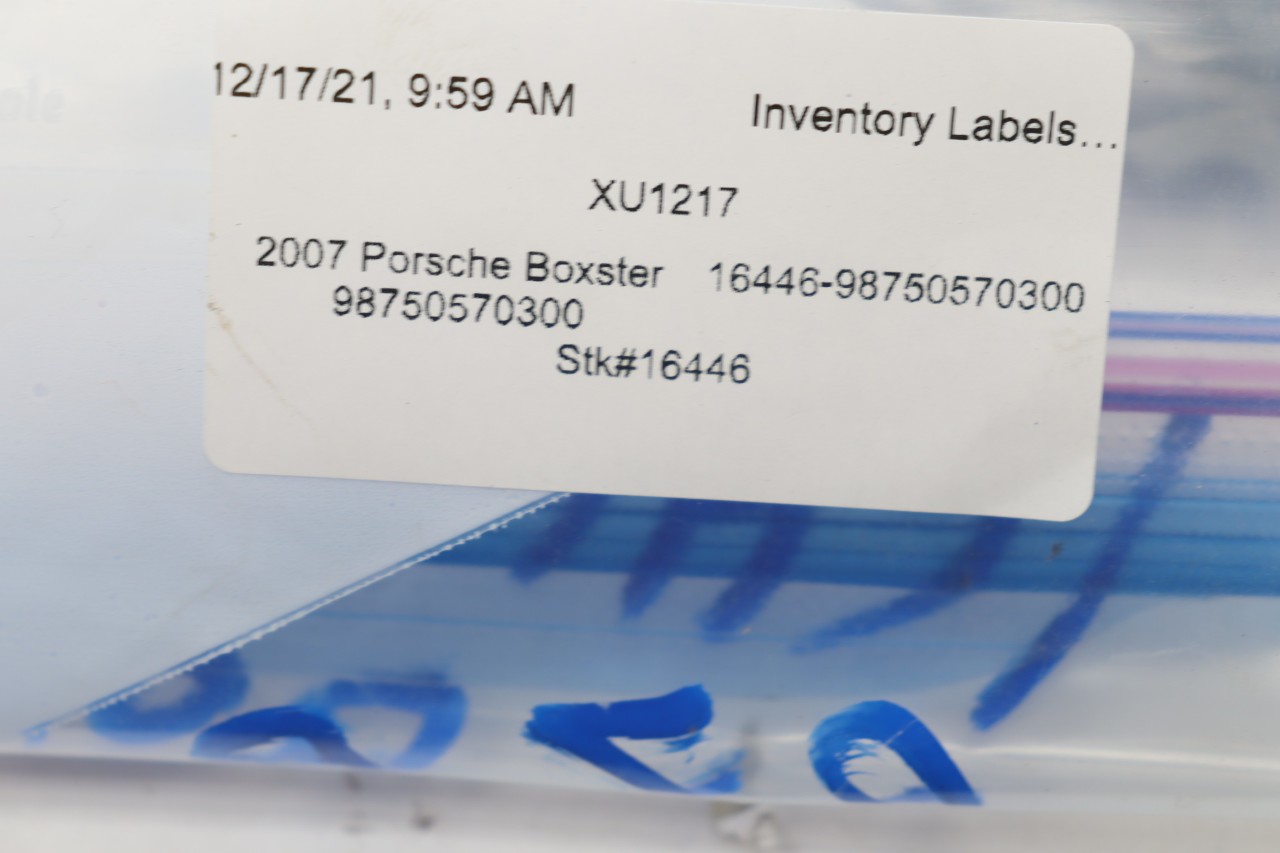 12/17/21, 9:59 AM Inventory Labels...
XU1217
2007 Porsche Boxster 16446-98750570300
98750570300
Stk#16446